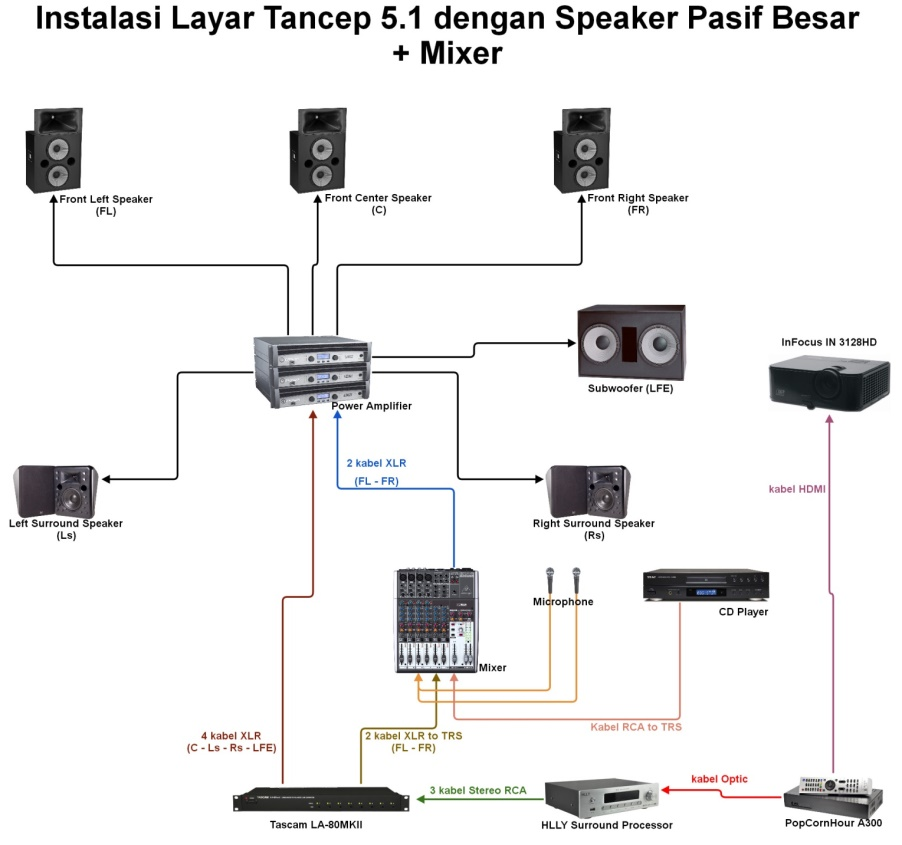 Instalasi Layar Tancep 5.1 dengan Speaker Pasif Besar
+ Mixer
Front Left Speaker
(FL)
Front Center Speaker
(C)
Front Right Speaker
(FR)
Subwoofer (LFE)
InFocus IN 3128HD
Power Amplifier
2 kabel XLR
(FL - FR)
kabel HDMI
Left Surround Speaker
(Ls)
Right Surround Speaker
(Rs)
Microphone
CD Player
Mixer
Kabel RCA to TRS
4 kabel XLR
(C - Ls - Rs - LFE)
2 kabel XLR to TRS
(FL - FR)
3 kabel Stereo RCA
kabel Optic
Tascam LA-80MKII
HLLY Surround Processor
PopCornHour A300